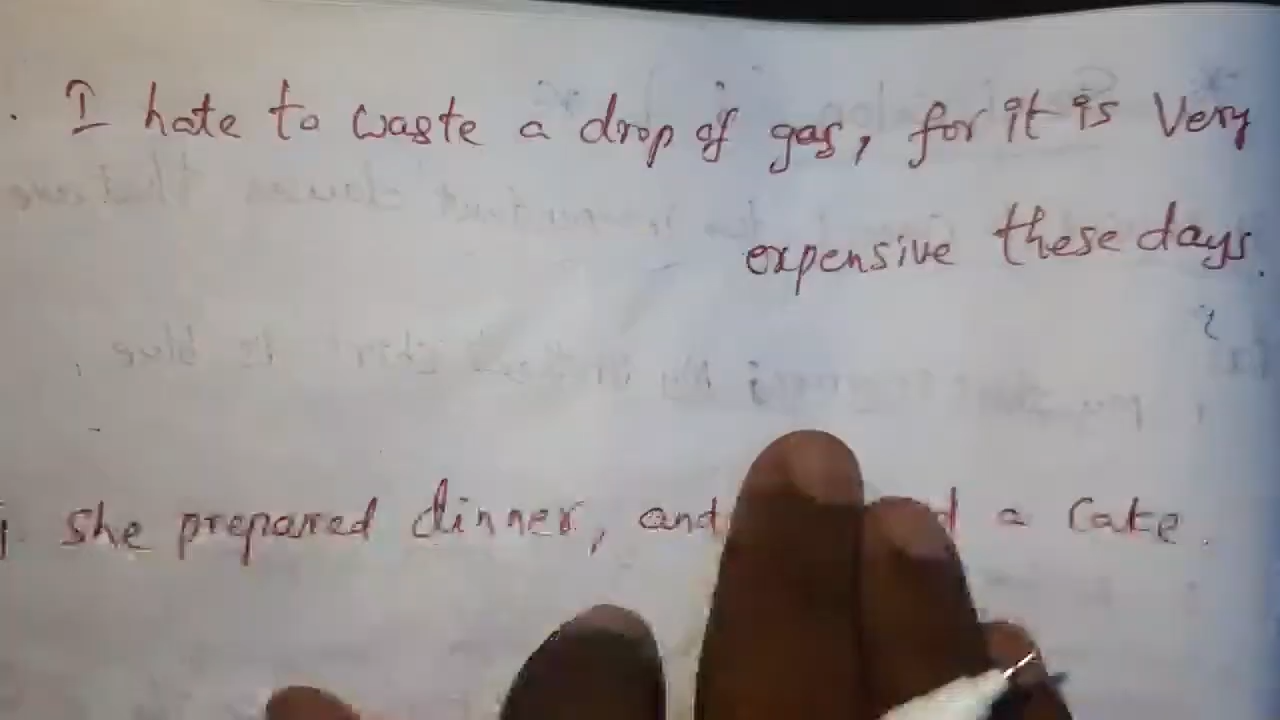 . I hate to waste a drop of gas, for it is Very
expensive these days.
She prepared dinner, and a Cake.